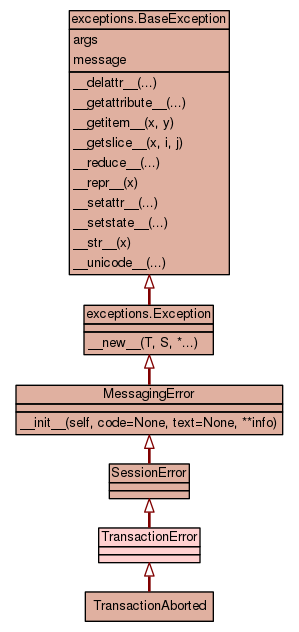 exceptions.BaseException
args
message
__delattr__(...)
__getattribute__(...)
__getitem__(x, y)
__getslice__(x, i, j)
__reduce__(...)
__repr__(x)
__setattr__(...)
__setstate__(...)
__str__(x)
__unicode__(...)
exceptions.Exception
__new__(T, S, *...)
MessagingError
__init__(self, code=None, text=None, **info)
SessionError
TransactionError
TransactionAborted